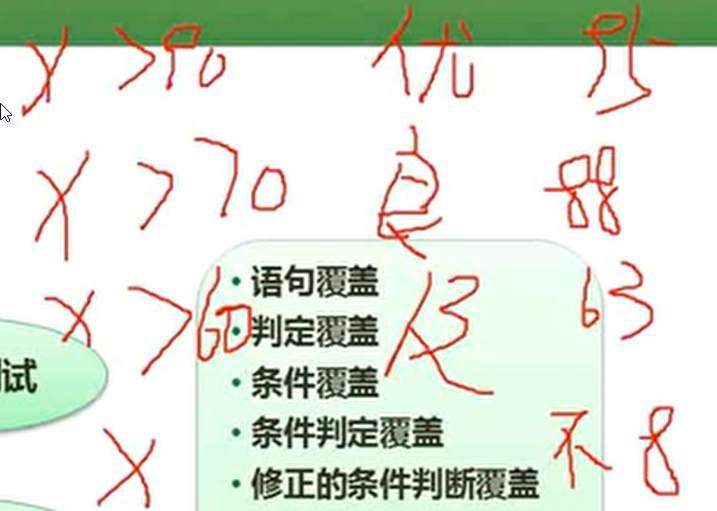 x >90 优 95
x >70 良 88
• 语句覆盖
x >60 及 63
• 判定覆盖
试
• 条件覆盖
• 条件判定覆盖
x 不 8
• 修正的条件判断覆盖